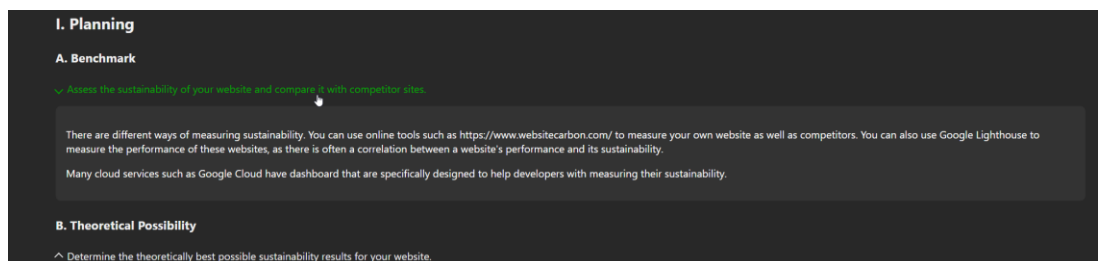 I. Planning
A. Benchmark
Assess the sustainability of your website and compare it with competitor sites.
There are different ways of measuring sustainability. You can use online tools such as https://www.websitecarbon.com/ to measure your own website as well as competitors. You can also use Google Lighthouse to
measure the performance of these websites, as there is often a correlation between a website's performance and its sustainability.
Many cloud services such as Google Cloud have dashboard that are specifically designed to help developers with measuring their sustainability.
B. Theoretical Possibility
Determine the theoretically best possible sustainability results for your website.